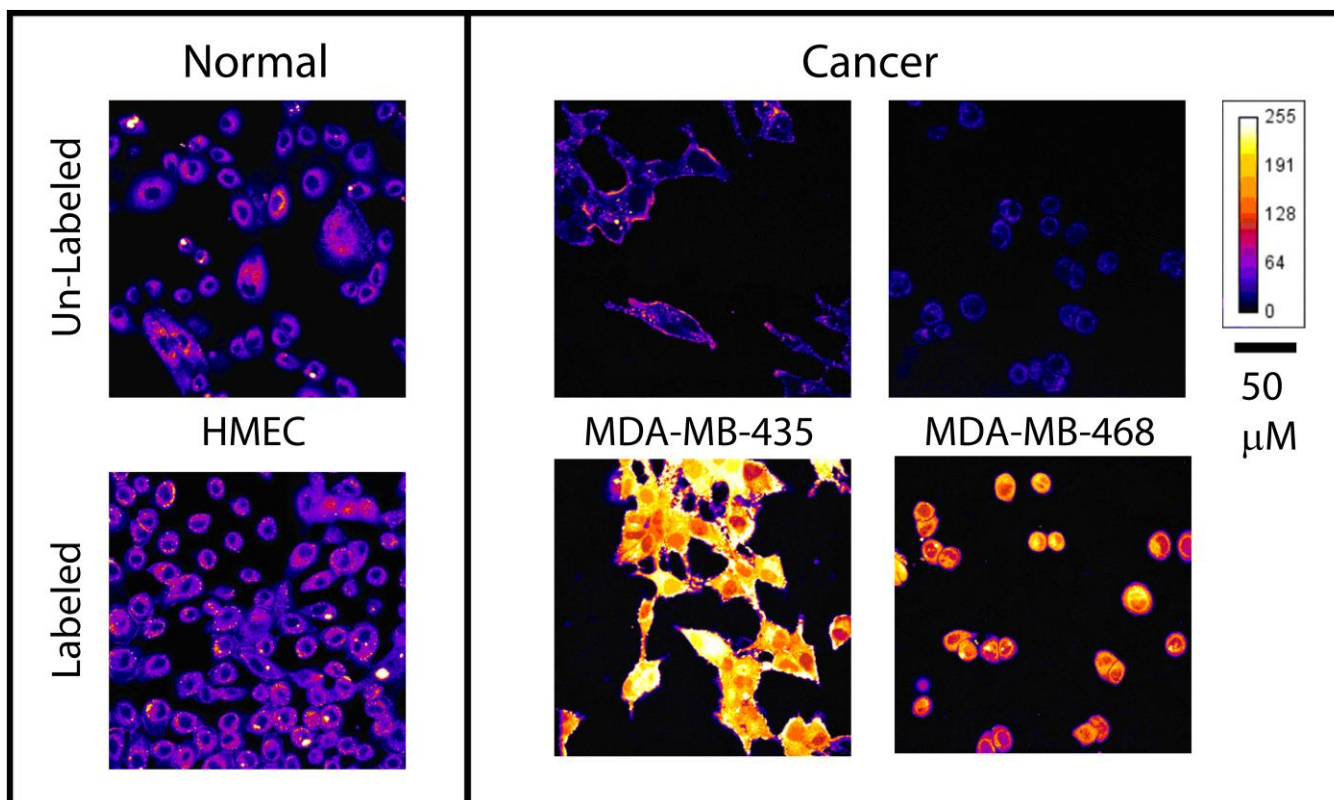 Normal
Cancer
Un-Labeled
255
191
128
64
0
50
μM
HMEC
MDA-MB-435
MDA-MB-468
Labeled